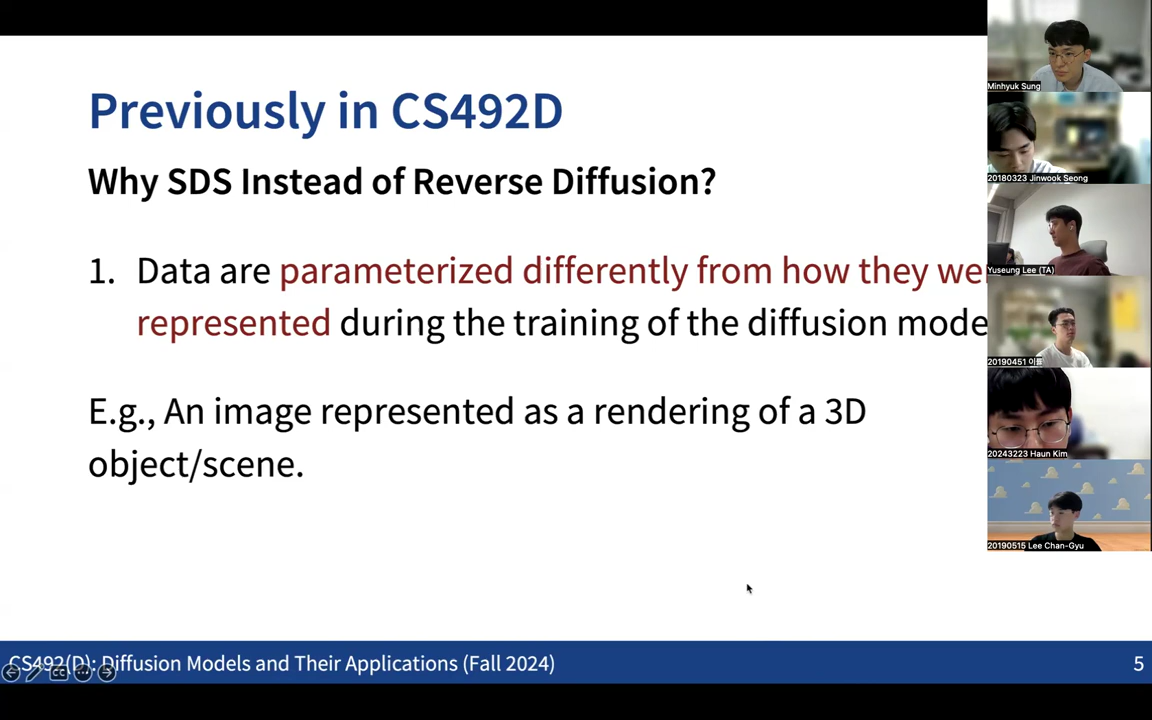 Previously in CS492D
Why SDS Instead of Reverse Diffusion?
1. Data are parameterized differently from how they we
represented during the training of the diffusion mode
E.g., An image represented as a rendering of a 3D
object/scene.
CS492(D): Diffusion Models and Their Applications (Fall 2024)
5
Minhyuk Sung
20180323 Jinwook Seong
Yuseung Lee (TA)
20190451 이름
20243223 Haun Kim
20190515 Lee Chan-Gyu